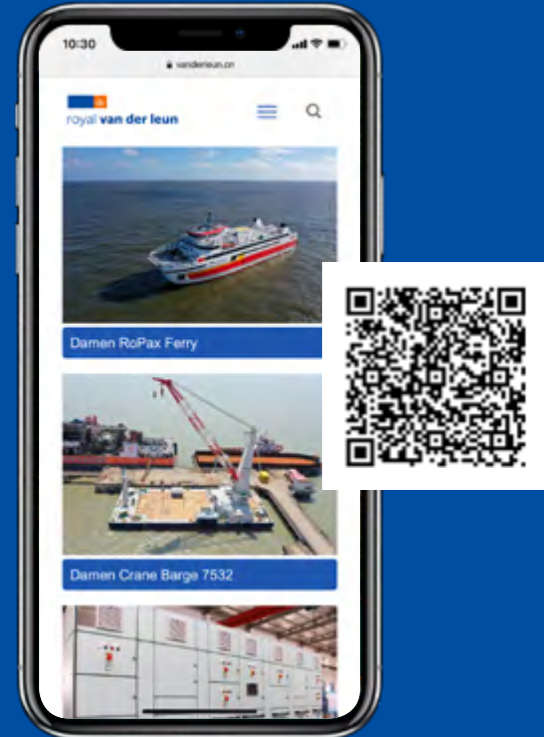 10:30
vanderleun.cn
royal van der leun
Damen RoPax Ferry
Damen Crane Barge 7532